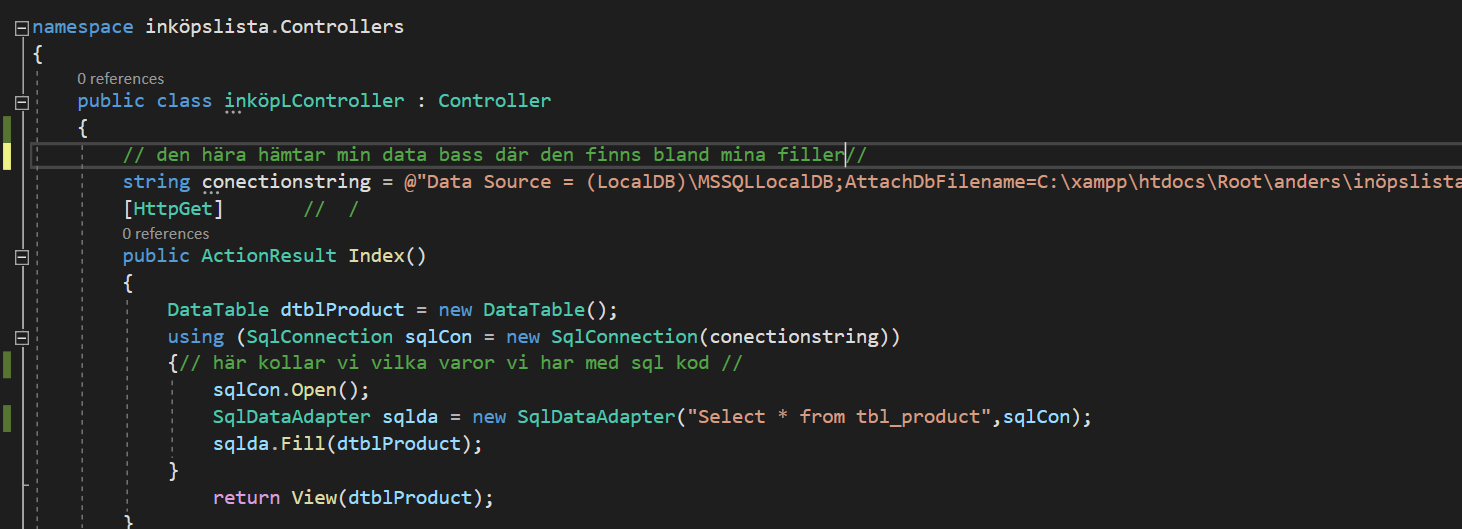 namespace inköpslista.Controllers
{
0 references
public class inköpLController : Controller
{
// den hära hämtar min data bass där den finns bland mina filler//
string conectionstring = @"Data Source = (LocalDB)\MSSQLLocalDB;AttachDbFilename=C:\xampp\htdocs\Root\anders\inöpslista
[HttpGet] // /
0 references
public ActionResult Index()
{
DataTable dtblProduct = new DataTable();
using (SqlConnection sqlCon = new SqlConnection(conectionstring))
{// här kollar vi vilka varor vi har med sql kod //
sqlCon.Open();
SqlDataAdapter sqlda = new SqlDataAdapter("Select * from tbl_product",sqlCon);
sqlda.Fill(dtblProduct);
}
return View(dtblProduct);
}